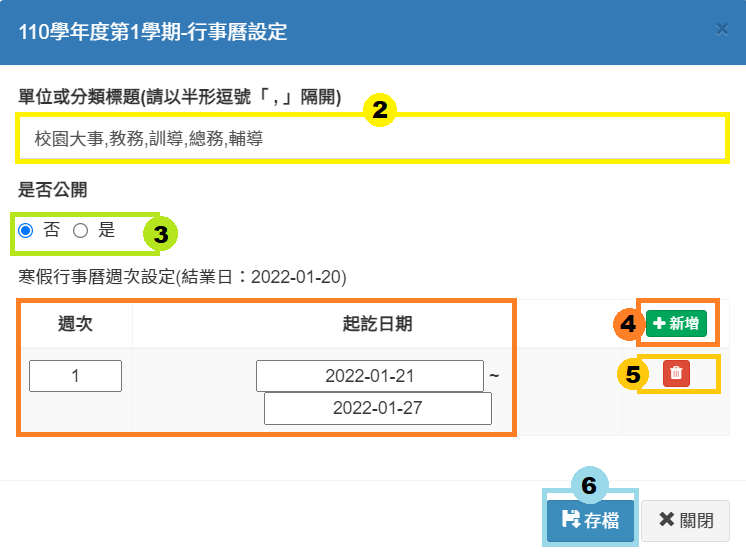 110學年度第1學期-行事曆設定
×
單位或分類標題(請以半形逗號「 , 」隔開)
2
校園大事,教務,訓導,總務,輔導
是否公開
否 是
3
寒假行事曆週次設定(結業日：2022-01-20)
週次 起訖日期 4 新增
1 2022-01-21 ~ 5
2022-01-27
6
存檔 關閉